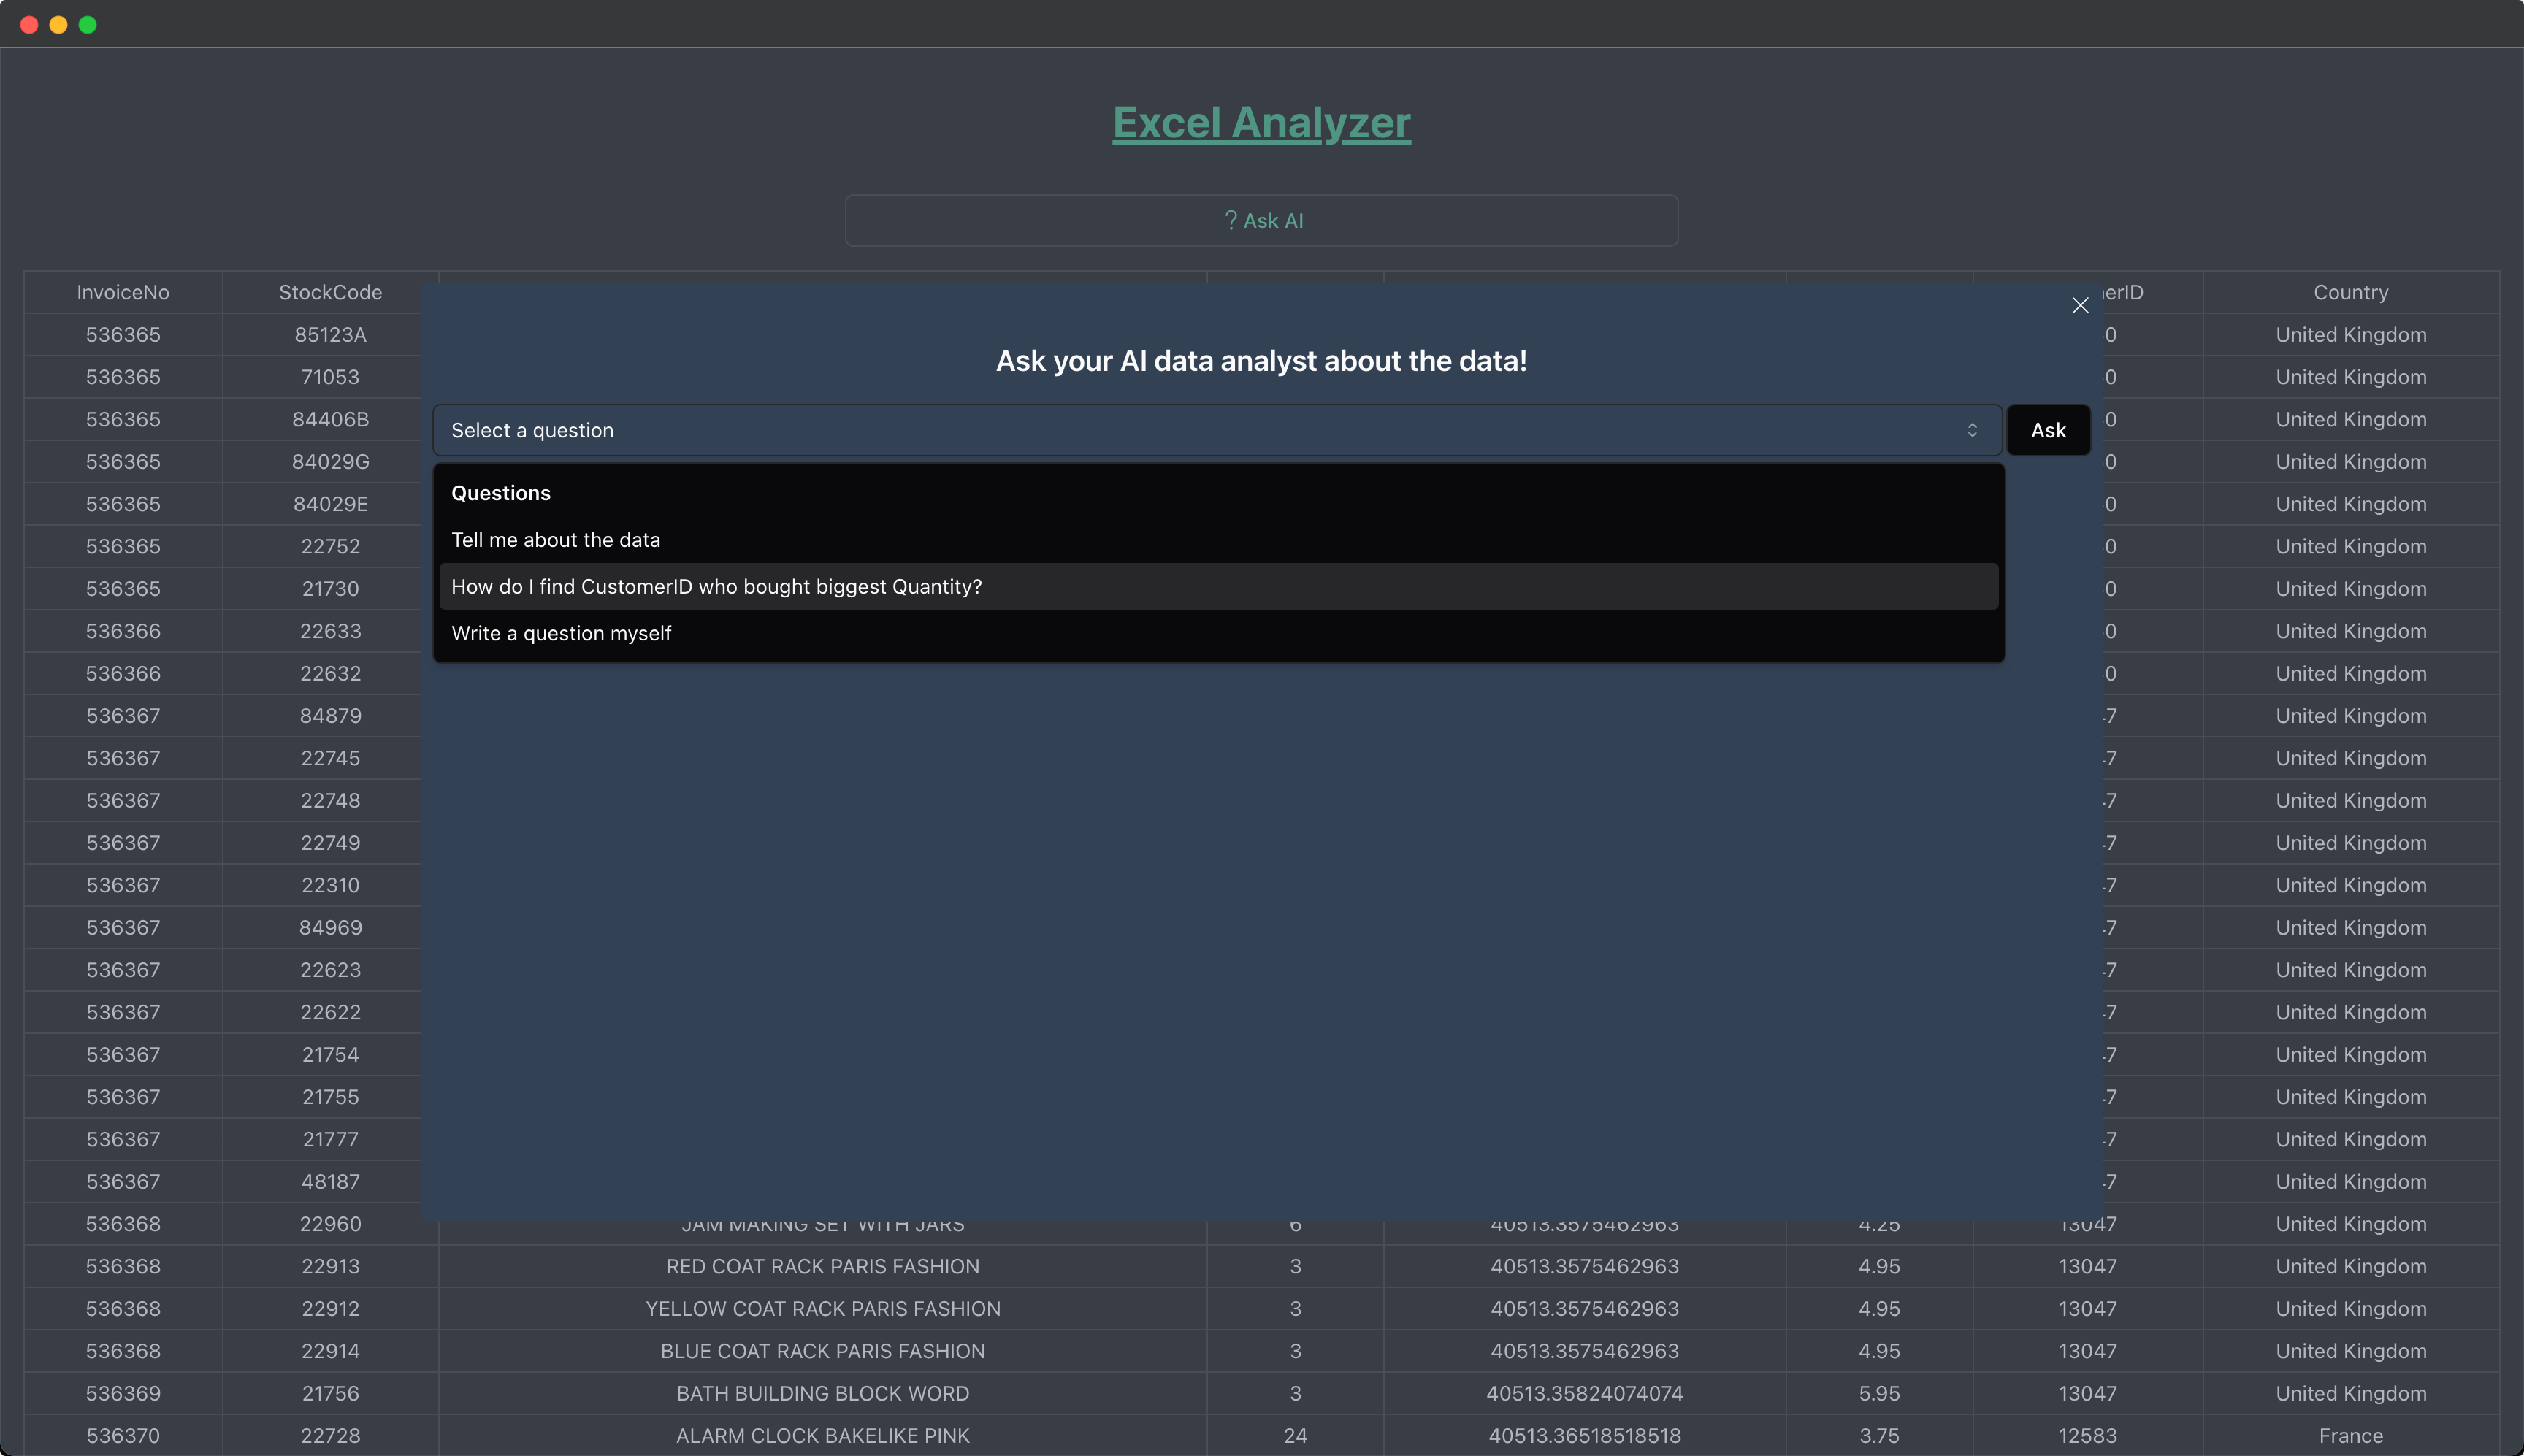 Excel Analyzer
? Ask AI
InvoiceNo StockCode erID Country
Ask your AI data analyst about the data!
Select a question Ask
Questions
Tell me about the data
How do I find CustomerID who bought biggest Quantity?
Write a question myself
536365 85123A 0 United Kingdom
536365 71053 0 United Kingdom
536365 84406B 0 United Kingdom
536365 84029G 0 United Kingdom
536365 84029E 0 United Kingdom
536365 22752 0 United Kingdom
536365 21730 0 United Kingdom
536366 22633 0 United Kingdom
536366 22632 0 United Kingdom
536367 84879 7 United Kingdom
536367 22745 7 United Kingdom
536367 22748 7 United Kingdom
536367 22749 7 United Kingdom
536367 22310 7 United Kingdom
536367 84969 7 United Kingdom
536367 22623 7 United Kingdom
536367 22622 7 United Kingdom
536367 21754 7 United Kingdom
536367 21755 7 United Kingdom
536367 21777 7 United Kingdom
536367 48187 7 United Kingdom
536368 22960 JAM MAKING SET WITH JARS 6 40513.3575462963 4.25 13047 United Kingdom
536368 22913 RED COAT RACK PARIS FASHION 3 40513.3575462963 4.95 13047 United Kingdom
536368 22912 YELLOW COAT RACK PARIS FASHION 3 40513.3575462963 4.95 13047 United Kingdom
536368 22914 BLUE COAT RACK PARIS FASHION 3 40513.3575462963 4.95 13047 United Kingdom
536369 21756 BATH BUILDING BLOCK WORD 3 40513.35824074074 5.95 13047 United Kingdom
536370 22728 ALARM CLOCK BAKELIKE PINK 24 40513.36518518518 3.75 12583 France